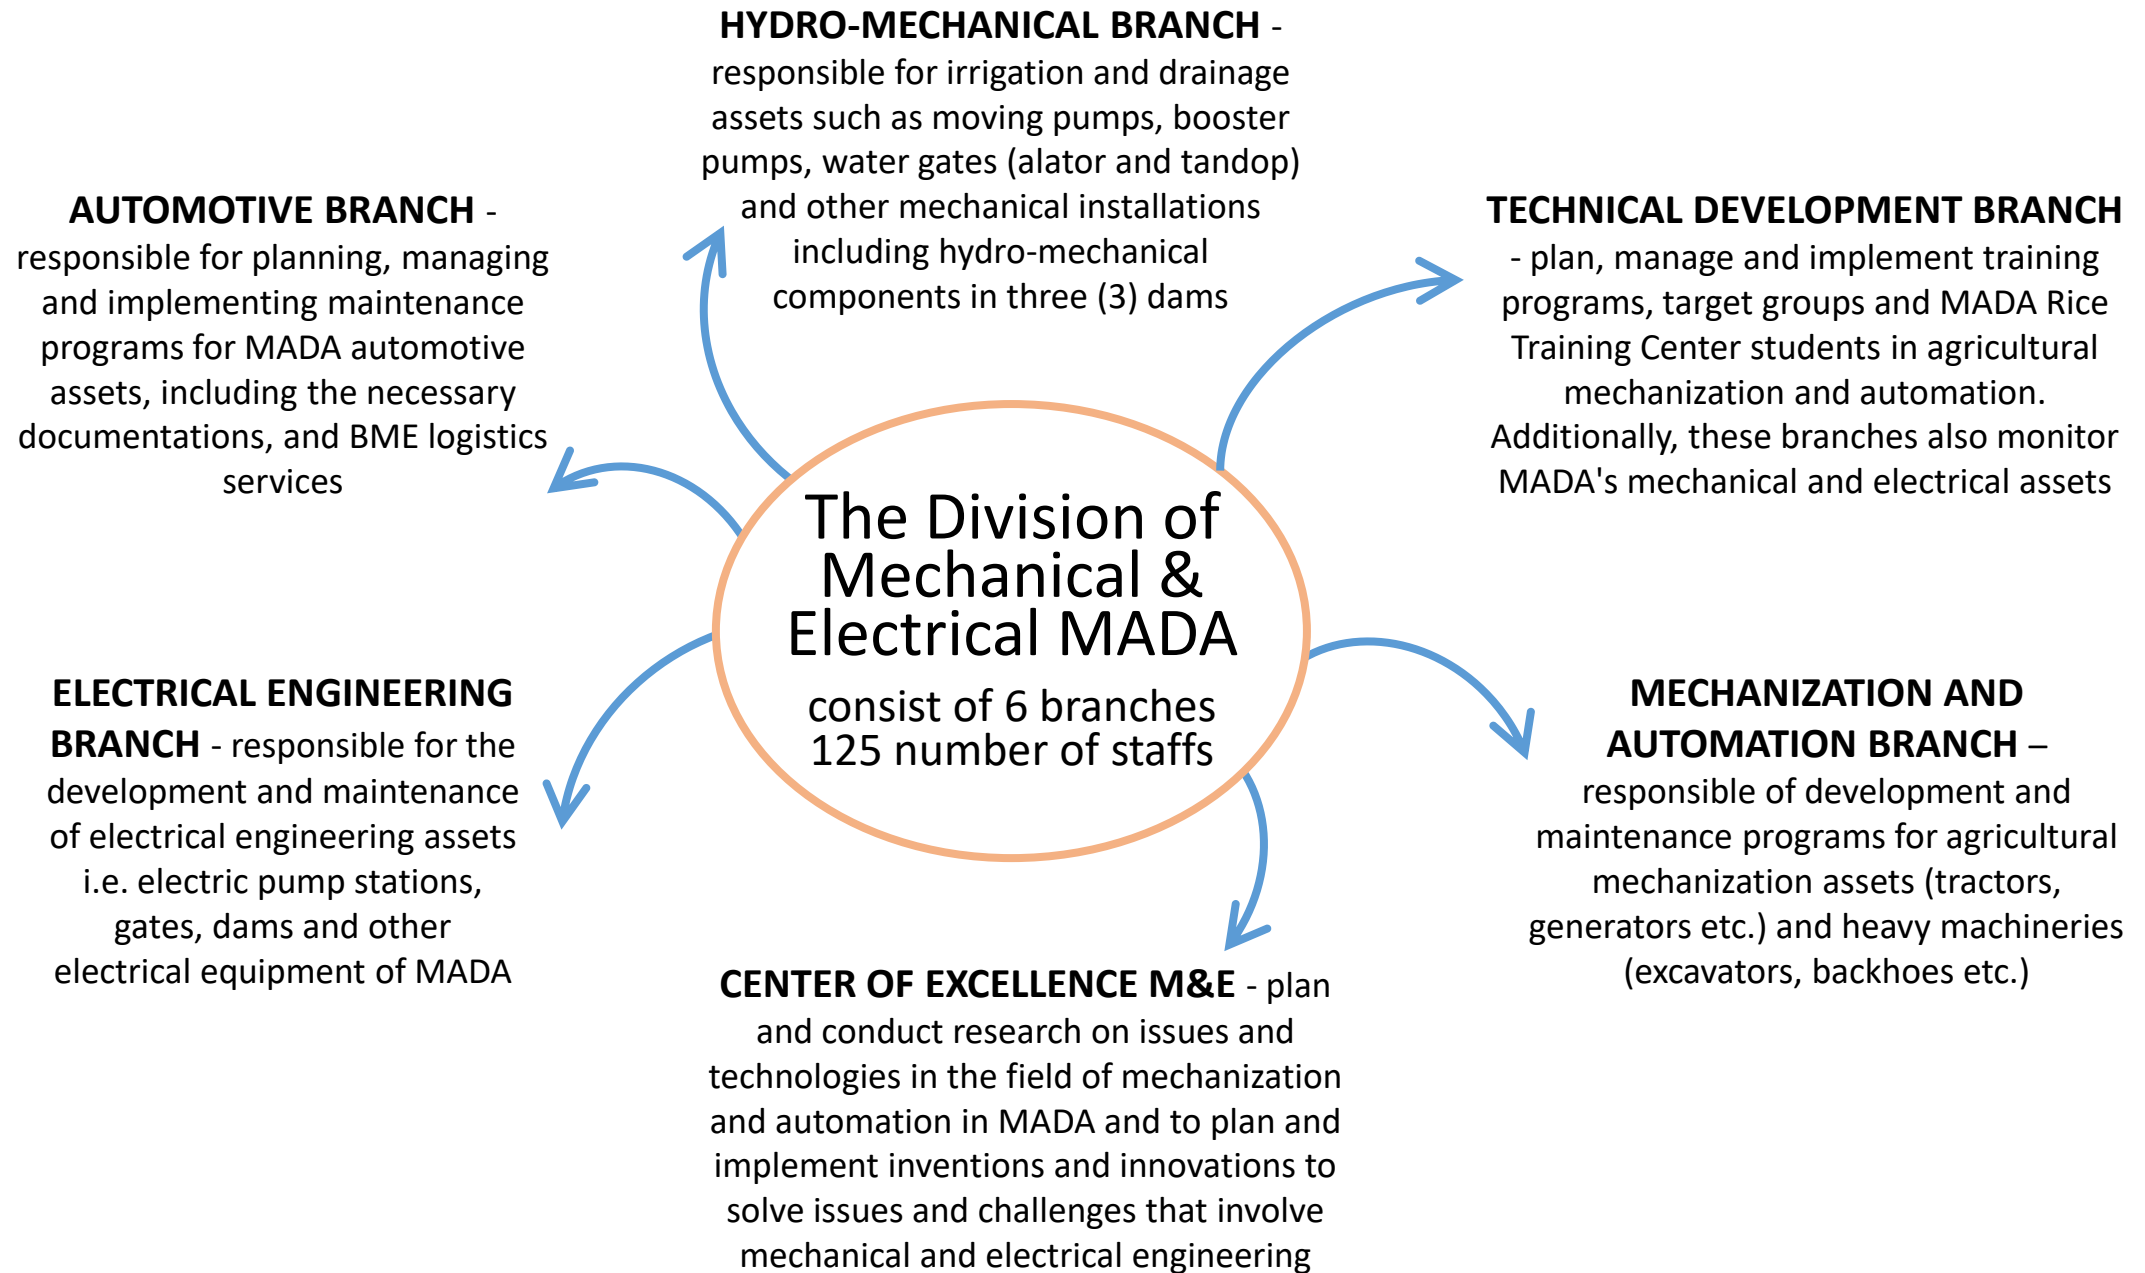 HYDRO-MECHANICAL BRANCH -
responsible for irrigation and drainage
assets such as moving pumps, booster
pumps, water gates (alator and tandop)
and other mechanical installations
including hydro-mechanical
components in three (3) dams
AUTOMOTIVE BRANCH -
responsible for planning, managing
and implementing maintenance
programs for MADA automotive
assets, including the necessary
documentations, and BME logistics
services
TECHNICAL DEVELOPMENT BRANCH
- plan, manage and implement training
programs, target groups and MADA Rice
Training Center students in agricultural
mechanization and automation.
Additionally, these branches also monitor
MADA's mechanical and electrical assets
The Division of
Mechanical &
Electrical MADA
consist of 6 branches
125 number of staffs
ELECTRICAL ENGINEERING
BRANCH - responsible for the
development and maintenance
of electrical engineering assets
i.e. electric pump stations,
gates, dams and other
electrical equipment of MADA
MECHANIZATION AND
AUTOMATION BRANCH –
responsible of development and
maintenance programs for agricultural
mechanization assets (tractors,
generators etc.) and heavy machineries
(excavators, backhoes etc.)
CENTER OF EXCELLENCE M&E - plan
and conduct research on issues and
technologies in the field of mechanization
and automation in MADA and to plan and
implement inventions and innovations to
solve issues and challenges that involve
mechanical and electrical engineering